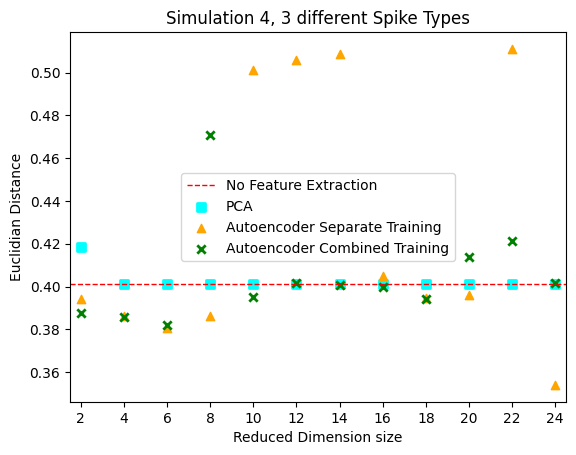 Simulation 4, 3 different Spike Types
Euclidian Distance
0.50
0.48
0.46
0.44
0.42
0.40
0.38
0.36
No Feature Extraction
PCA
Autoencoder Separate Training
Autoencoder Combined Training
2 4 6 8 10 12 14 16 18 20 22 24
Reduced Dimension size